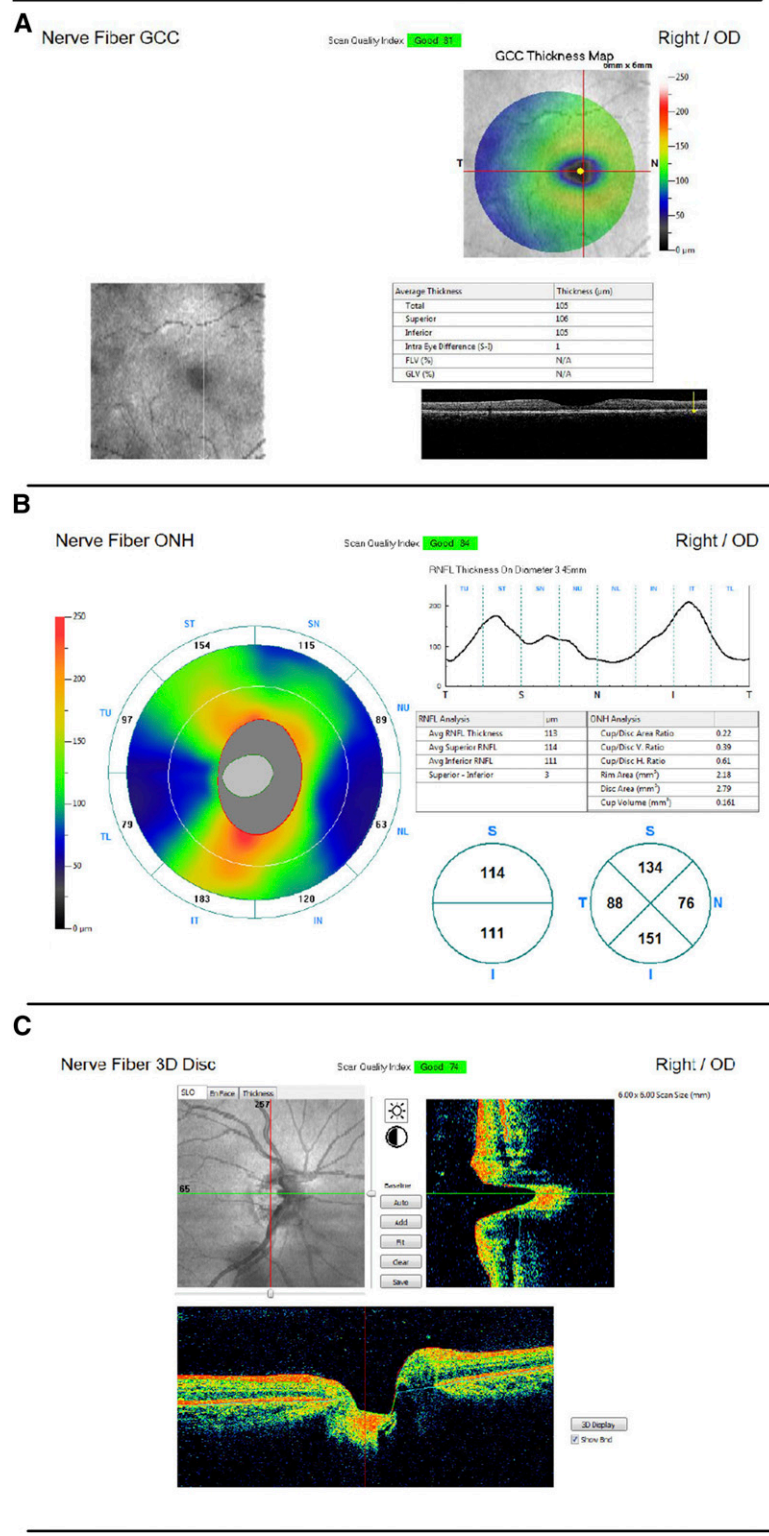 A
Nerve Fiber GCC
Scan Quality Index Good 81
Right / OD
GCC Thickness Map
6mm x 6mm
T
N
250
200
150
100
50
0 µm
Average Thickness Thickness (µm)
Total 105
Superior 106
Inferior 105
Intra Eye Difference (S-I) 1
FLV (%) N/A
GLV (%) N/A
B
Nerve Fiber ONH
Scan Quality Index Good 84
Right / OD
RNFL Thickness On Diameter 3.45mm
TU ST SN NU NL IN IT TL
200
100
0
T S N I T
250
200
150
100
50
0 µm
ST
SN
154
115
TU
97
NU
89
TL
79
NL
63
183
120
IT
IN
RNFL Analysis µm
Avg RNFL Thickness 113
Avg Superior RNFL 114
Avg Inferior RNFL 111
Superior - Inferior 3
ONH Analysis
Cup/Disc Area Ratio 0.22
Cup/Disc V. Ratio 0.39
Cup/Disc H. Ratio 0.61
Rim Area (mm²) 2.18
Disc Area (mm²) 2.79
Cup Volume (mm³) 0.161
S
114
111
I
S
134
T 88 76 N
151
I
C
Nerve Fiber 3D Disc
Scan Quality Index Good 74
Right / OD
SLO En Face Thickness
257
65
6.00 x 6.00 Scan Size (mm)
Baseline
Auto
Add
Fit
Clear
Save
3D Display
Show Bnd